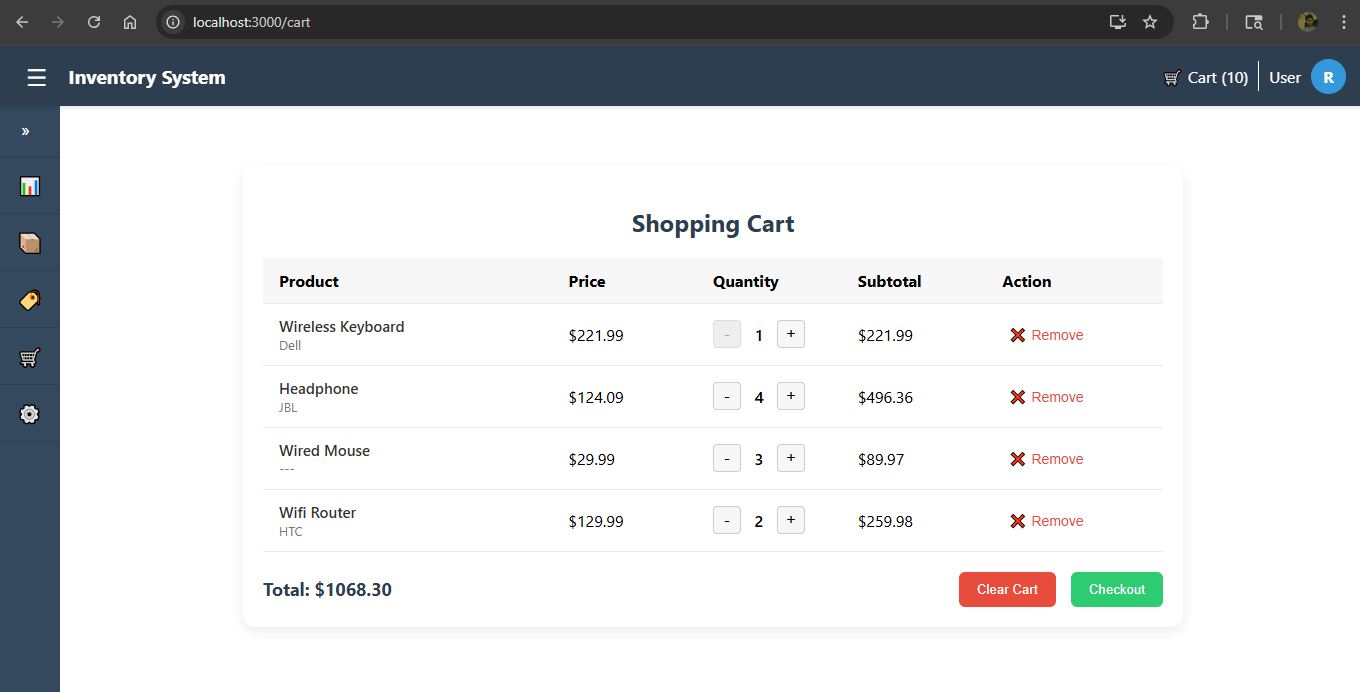 localhost:3000/cart
☰ Inventory System
🛒 Cart (10) User R
»
Shopping Cart
Product Price Quantity Subtotal Action
Wireless Keyboard
Dell
$221.99 - 1 + $221.99 ❌ Remove
Headphone
JBL
$124.09 - 4 + $496.36 ❌ Remove
Wired Mouse
---
$29.99 - 3 + $89.97 ❌ Remove
Wifi Router
HTC
$129.99 - 2 + $259.98 ❌ Remove
Total: $1068.30 Clear Cart Checkout